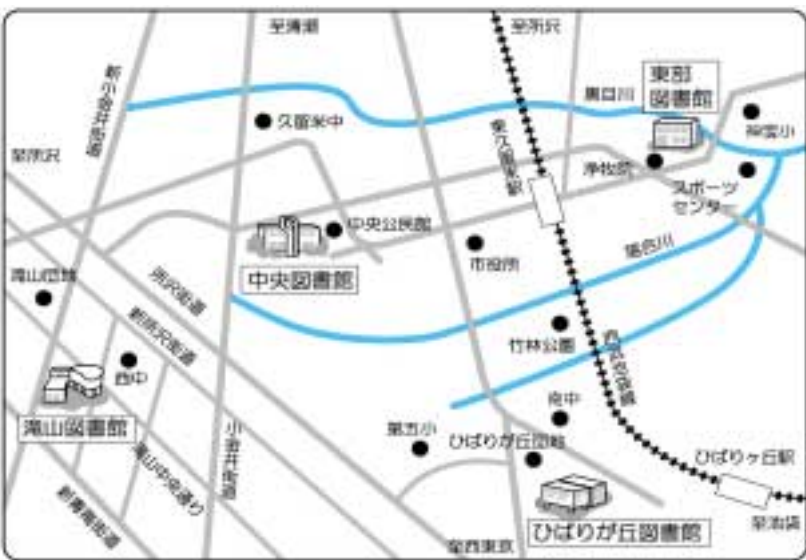 至清瀬
至所沢
新小金井街道
東部
図書館
黒目川
久留米中
神宝小
至所沢
東久留米駅
浄牧院
スポーツ
センター
中央公民館
市役所
落合川
中央図書館
滝山団地
所沢街道
新所沢街道
竹林公園
西武池袋線
西中
滝山図書館
小金井街道
南中
第五小
ひばりが丘団地
ひばりヶ丘駅
滝山中央通り
新青梅街道
至池袋
ひばりが丘図書館
至西東京